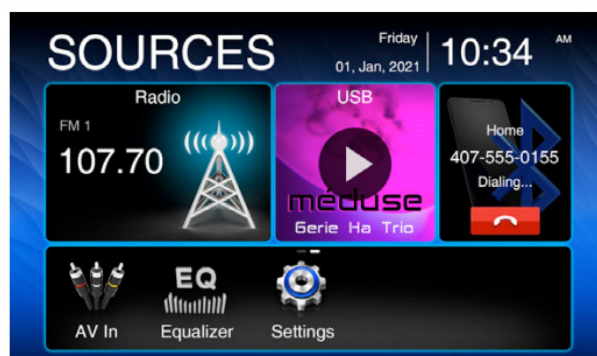 SOURCES
Friday
01, Jan, 2021
10:34 AM
Radio
FM 1
107.70
USB
méduse
Gerie Ha Trio
Home
407-555-0155
Dialing...
AV In
EQ
Equalizer
Settings